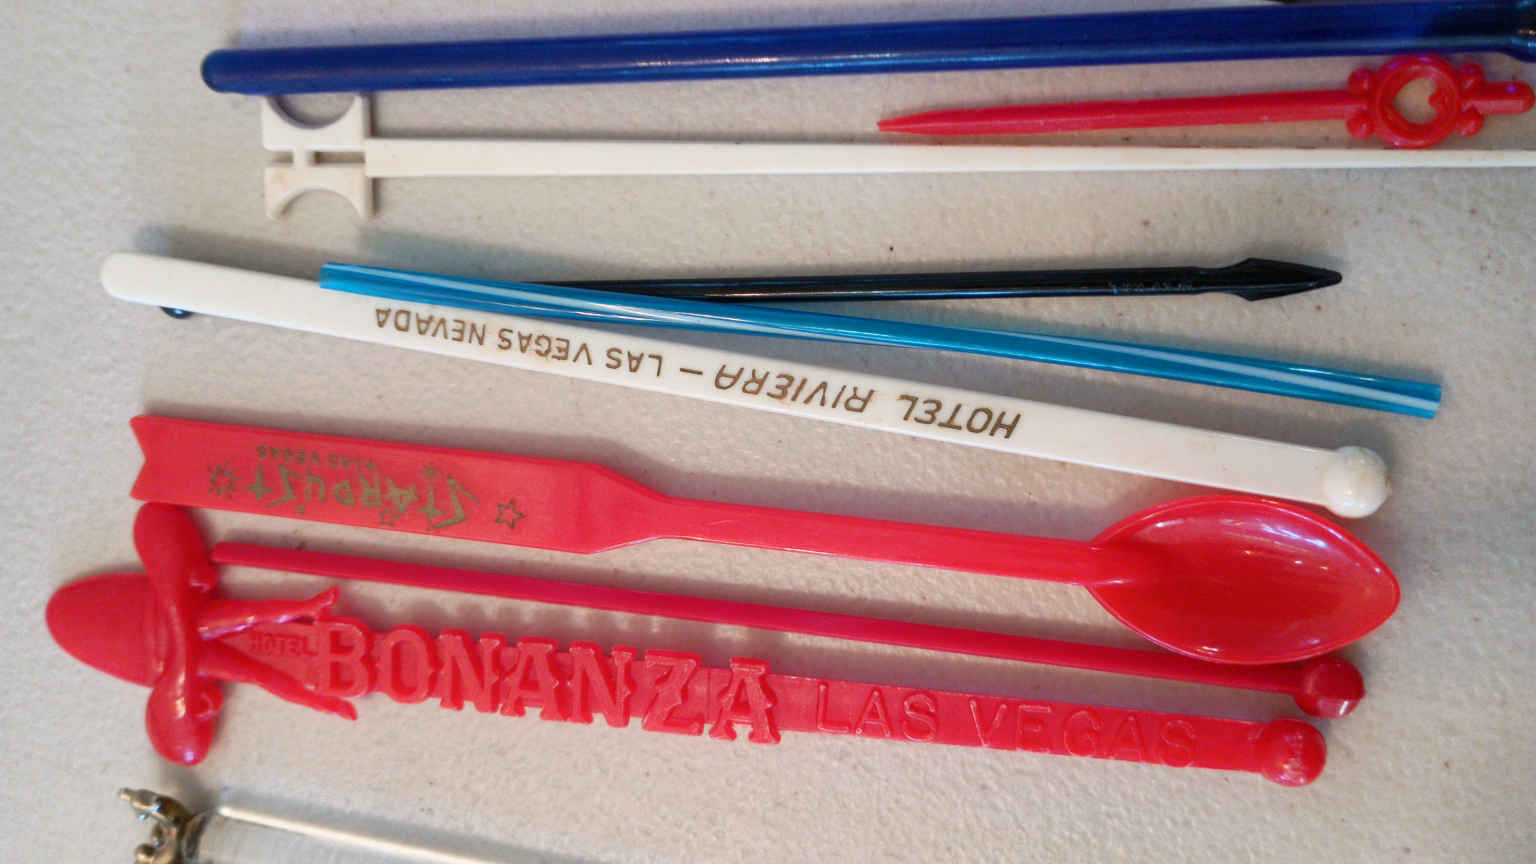 HOTEL RIVIERA – LAS VEGAS NEVADA
STARDUST
LAS VEGAS
HOTEL
BONANZA LAS VEGAS